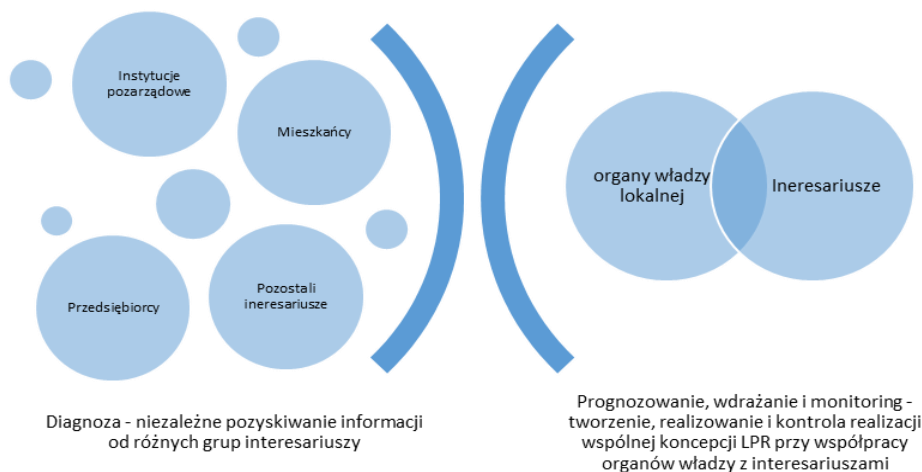 Instytucje
pozarządowe
Mieszkańcy
Przedsiębiorcy
Pozostali
ineresariusze
Diagnoza - niezależne pozyskiwanie informacji
od różnych grup interesariuszy
organy władzy
lokalnej
Ineresariusze
Prognozowanie, wdrażanie i monitoring -
tworzenie, realizowanie i kontrola realizacji
wspólnej koncepcji LPR przy współpracy
organów władzy z interesariuszami